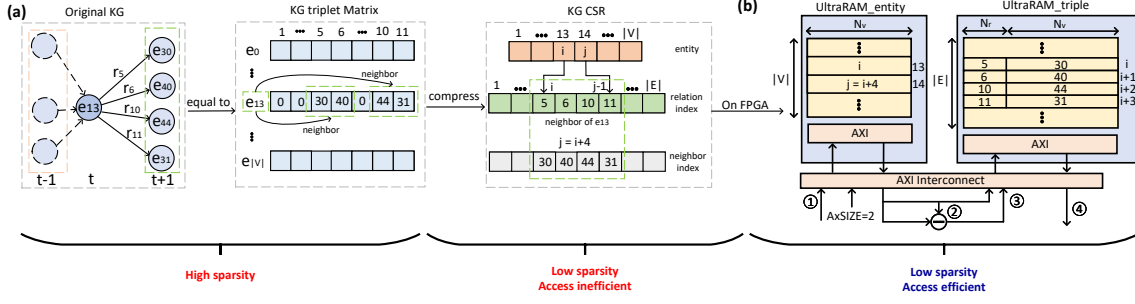 (a)
Original KG
e30
e40
e44
e31
e13
r5
r6
r10
r11
t-1
t
t+1
equal to
KG triplet Matrix
1 ••• 5 6 ••• 10 11
e0
neighbor
e13
0 0 30 40 0 44 31
neighbor
e|V|
compress
KG CSR
1 ••• 13 14 ••• |V|
i j
entity
1 ••• i j-1 ••• |E|
5 6 10 11
relation index
neighbor of e13
j = i+4
30 40 44 31
neighbor index
On FPGA
(b)
UltraRAM_entity
Nv
|V|
i 13
j = i+4 14
AXI
UltraRAM_triple
Nr Nv
|E|
5 30 i
6 40 i+1
10 44 i+2
11 31 i+3
AXI
AXI Interconnect
① AxSIZE=2 ② ③ ④
High sparsity
Low sparsity
Access inefficient
Low sparsity
Access efficient